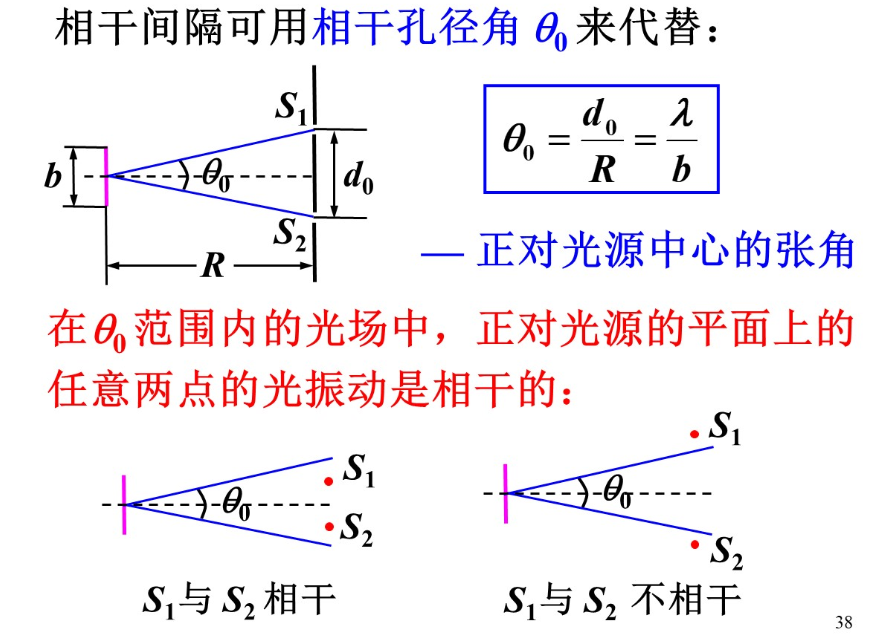 相干间隔可用相干孔径角 θ₀ 来代替：
S₁
b
θ₀
d₀
S₂
R
θ₀ = d₀/R = λ/b
— 正对光源中心的张角
在θ₀范围内的光场中，正对光源的平面上的
任意两点的光振动是相干的：
S₁
θ₀
S₂
S₁与 S₂ 相干
S₁
θ₀
S₂
S₁与 S₂ 不相干
38